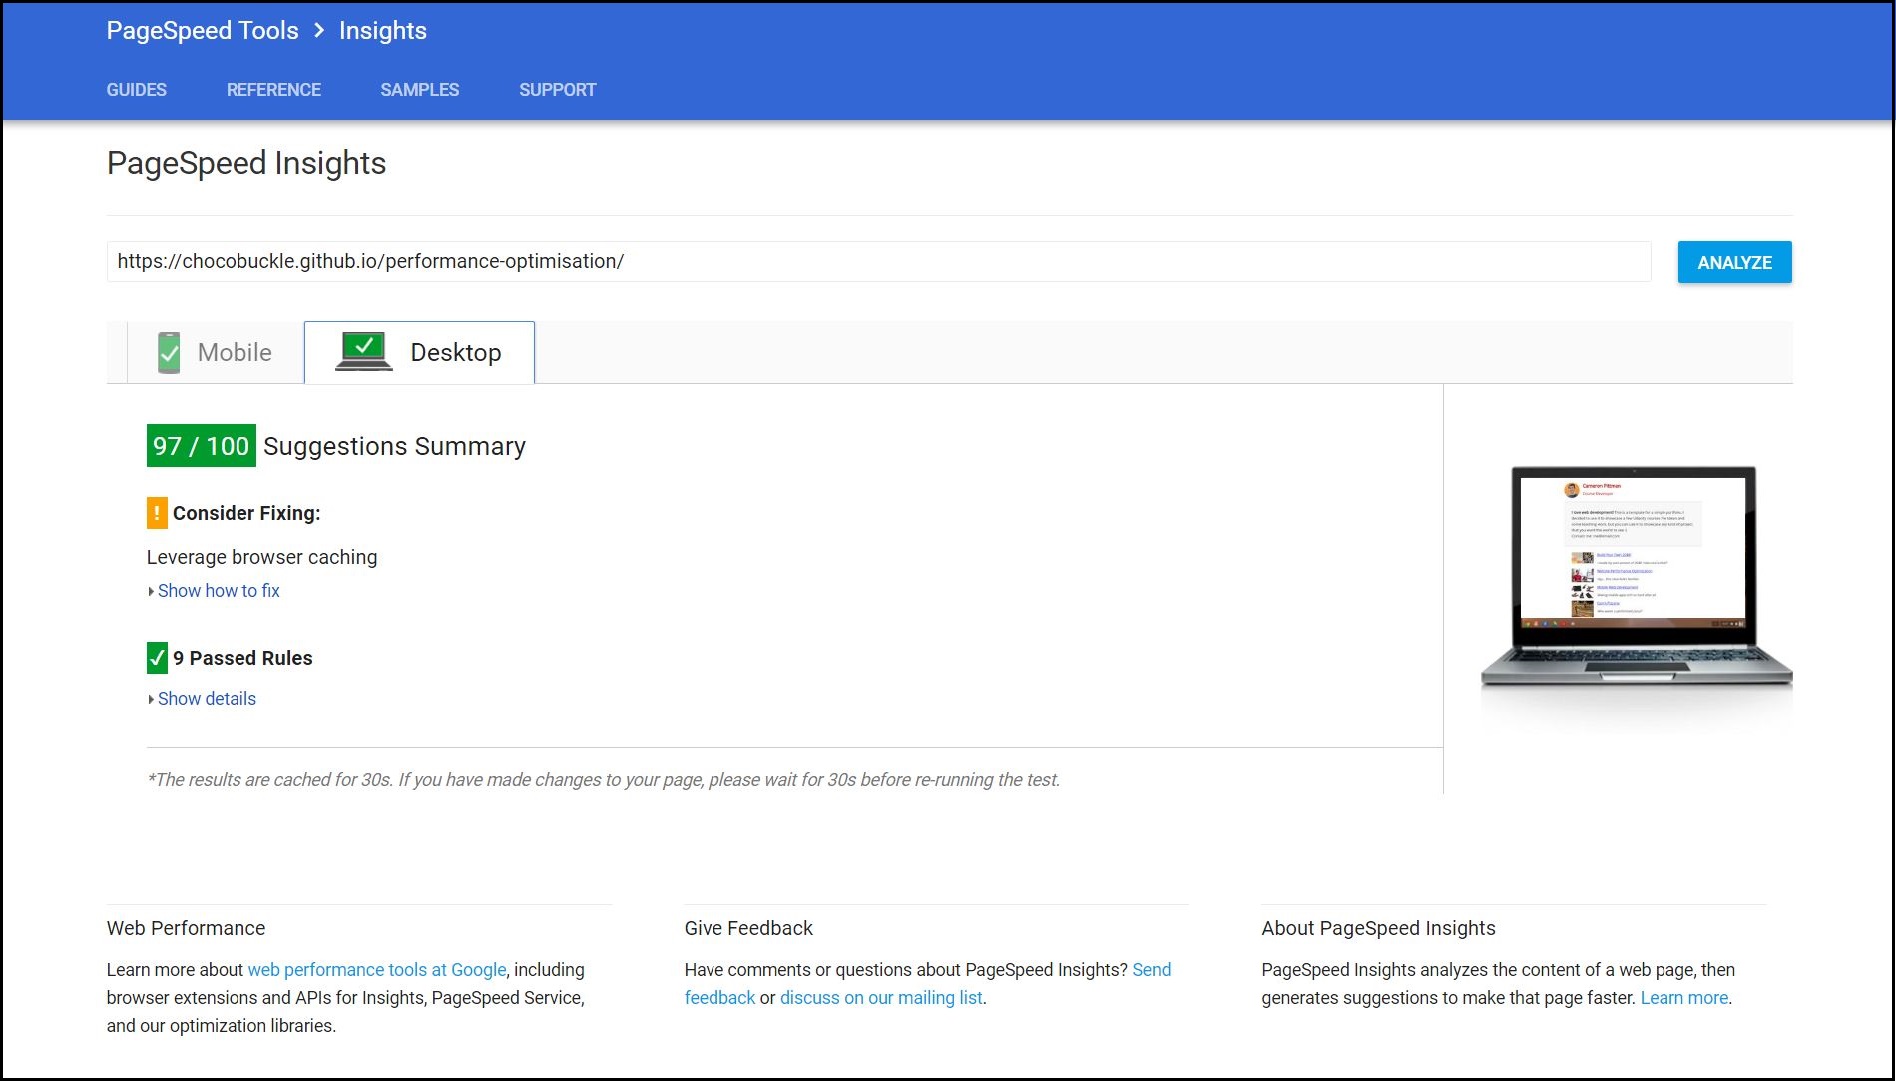 PageSpeed Tools > Insights
GUIDES REFERENCE SAMPLES SUPPORT
PageSpeed Insights
https://chocobuckle.github.io/performance-optimisation/
ANALYZE
Mobile
Desktop
97 / 100 Suggestions Summary
! Consider Fixing:
Leverage browser caching
Show how to fix
9 Passed Rules
Show details
*The results are cached for 30s. If you have made changes to your page, please wait for 30s before re-running the test.
Cameron Pittman
Web Performance
Learn more about web performance tools at Google, including
browser extensions and APIs for Insights, PageSpeed Service,
and our optimization libraries.
Give Feedback
Have comments or questions about PageSpeed Insights? Send
feedback or discuss on our mailing list.
About PageSpeed Insights
PageSpeed Insights analyzes the content of a web page, then
generates suggestions to make that page faster. Learn more.